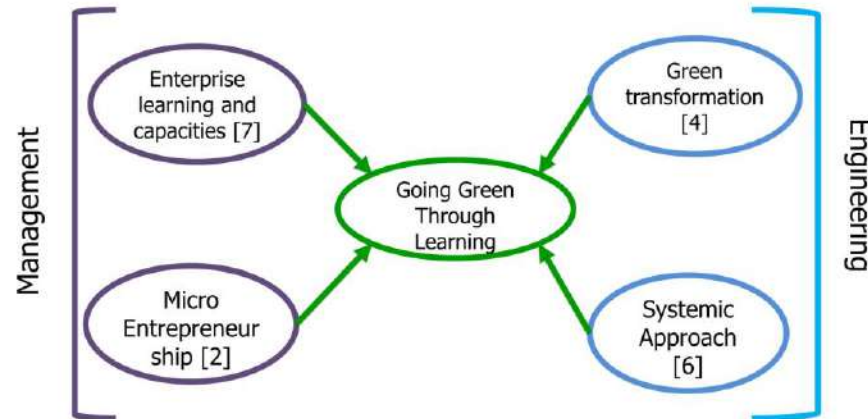 Management
Enterprise
learning and
capacities [7]
Micro
Entrepreneur
ship [2]
Going Green
Through
Learning
Green
transformation
[4]
Systemic
Approach
[6]
Engineering